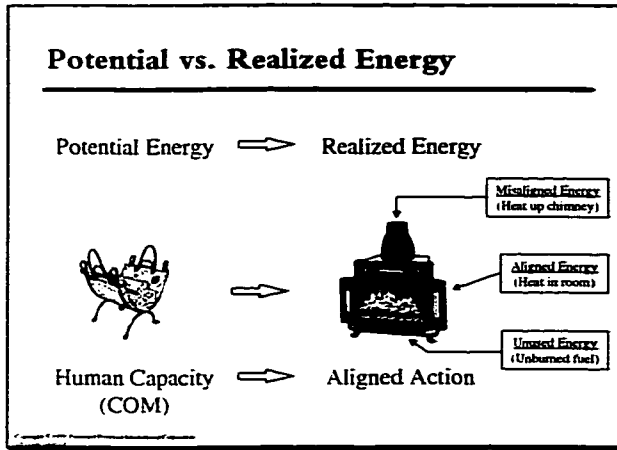 Potential vs. Realized Energy
Potential Energy
Realized Energy
Misaligned Energy
(Heat up chimney)
Aligned Energy
(Heat in room)
Unused Energy
(Unburned fuel)
Human Capacity
(COM)
Aligned Action